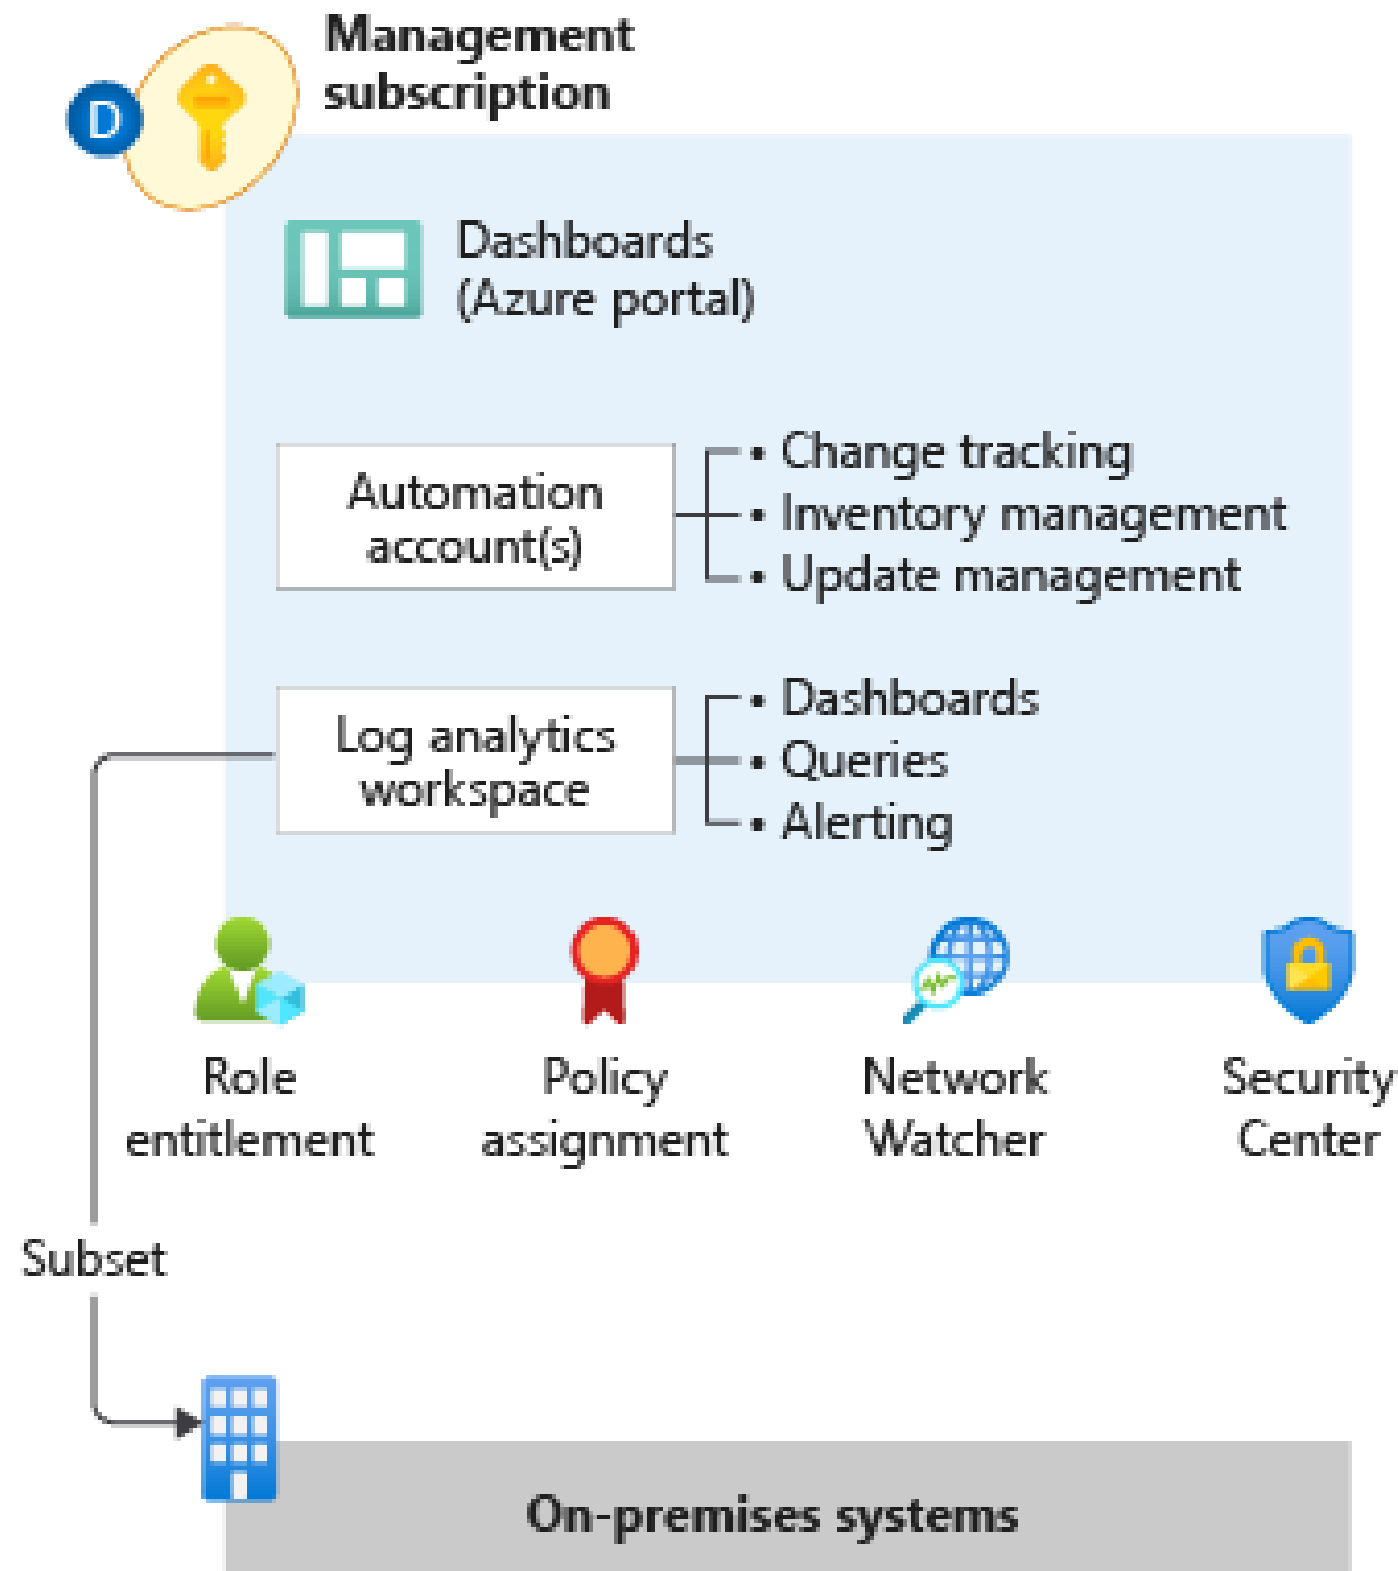 Management
subscription
D
Dashboards
(Azure portal)
Automation
account(s)
• Change tracking
• Inventory management
• Update management
Log analytics
workspace
• Dashboards
• Queries
• Alerting
Role
entitlement
Policy
assignment
Network
Watcher
Security
Center
Subset
On-premises systems